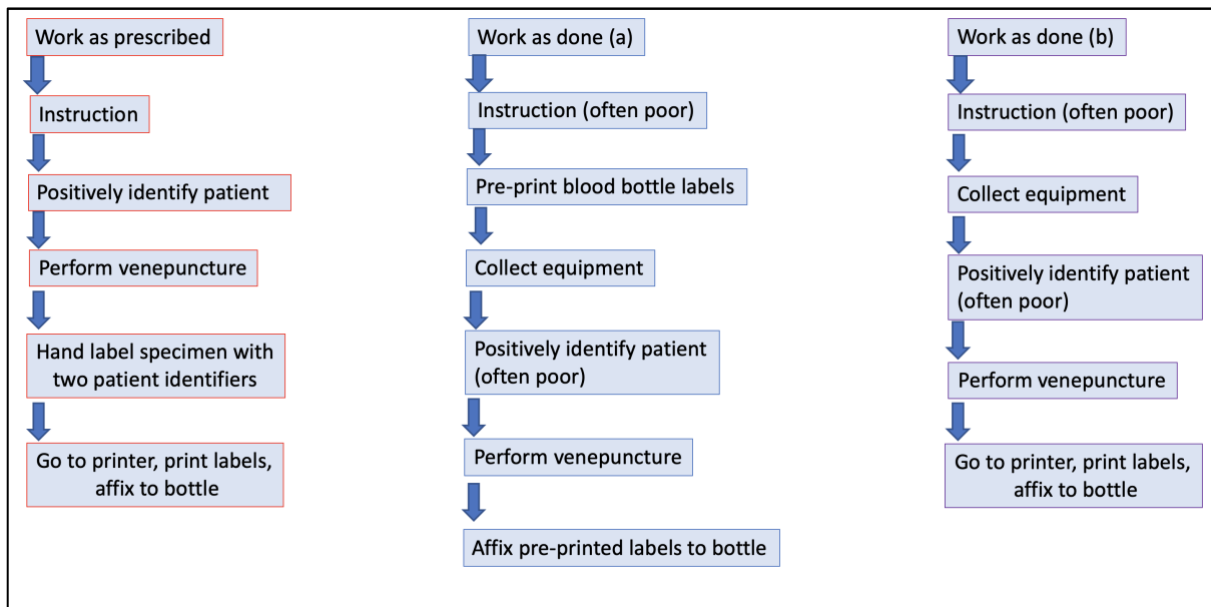 Work as prescribed
Instruction
Positively identify patient
Perform venepuncture
Hand label specimen with
two patient identifiers
Go to printer, print labels,
affix to bottle
Work as done (a)
Instruction (often poor)
Pre-print blood bottle labels
Collect equipment
Positively identify patient
(often poor)
Perform venepuncture
Affix pre-printed labels to bottle
Work as done (b)
Instruction (often poor)
Collect equipment
Positively identify patient
(often poor)
Perform venepuncture
Go to printer, print labels,
affix to bottle